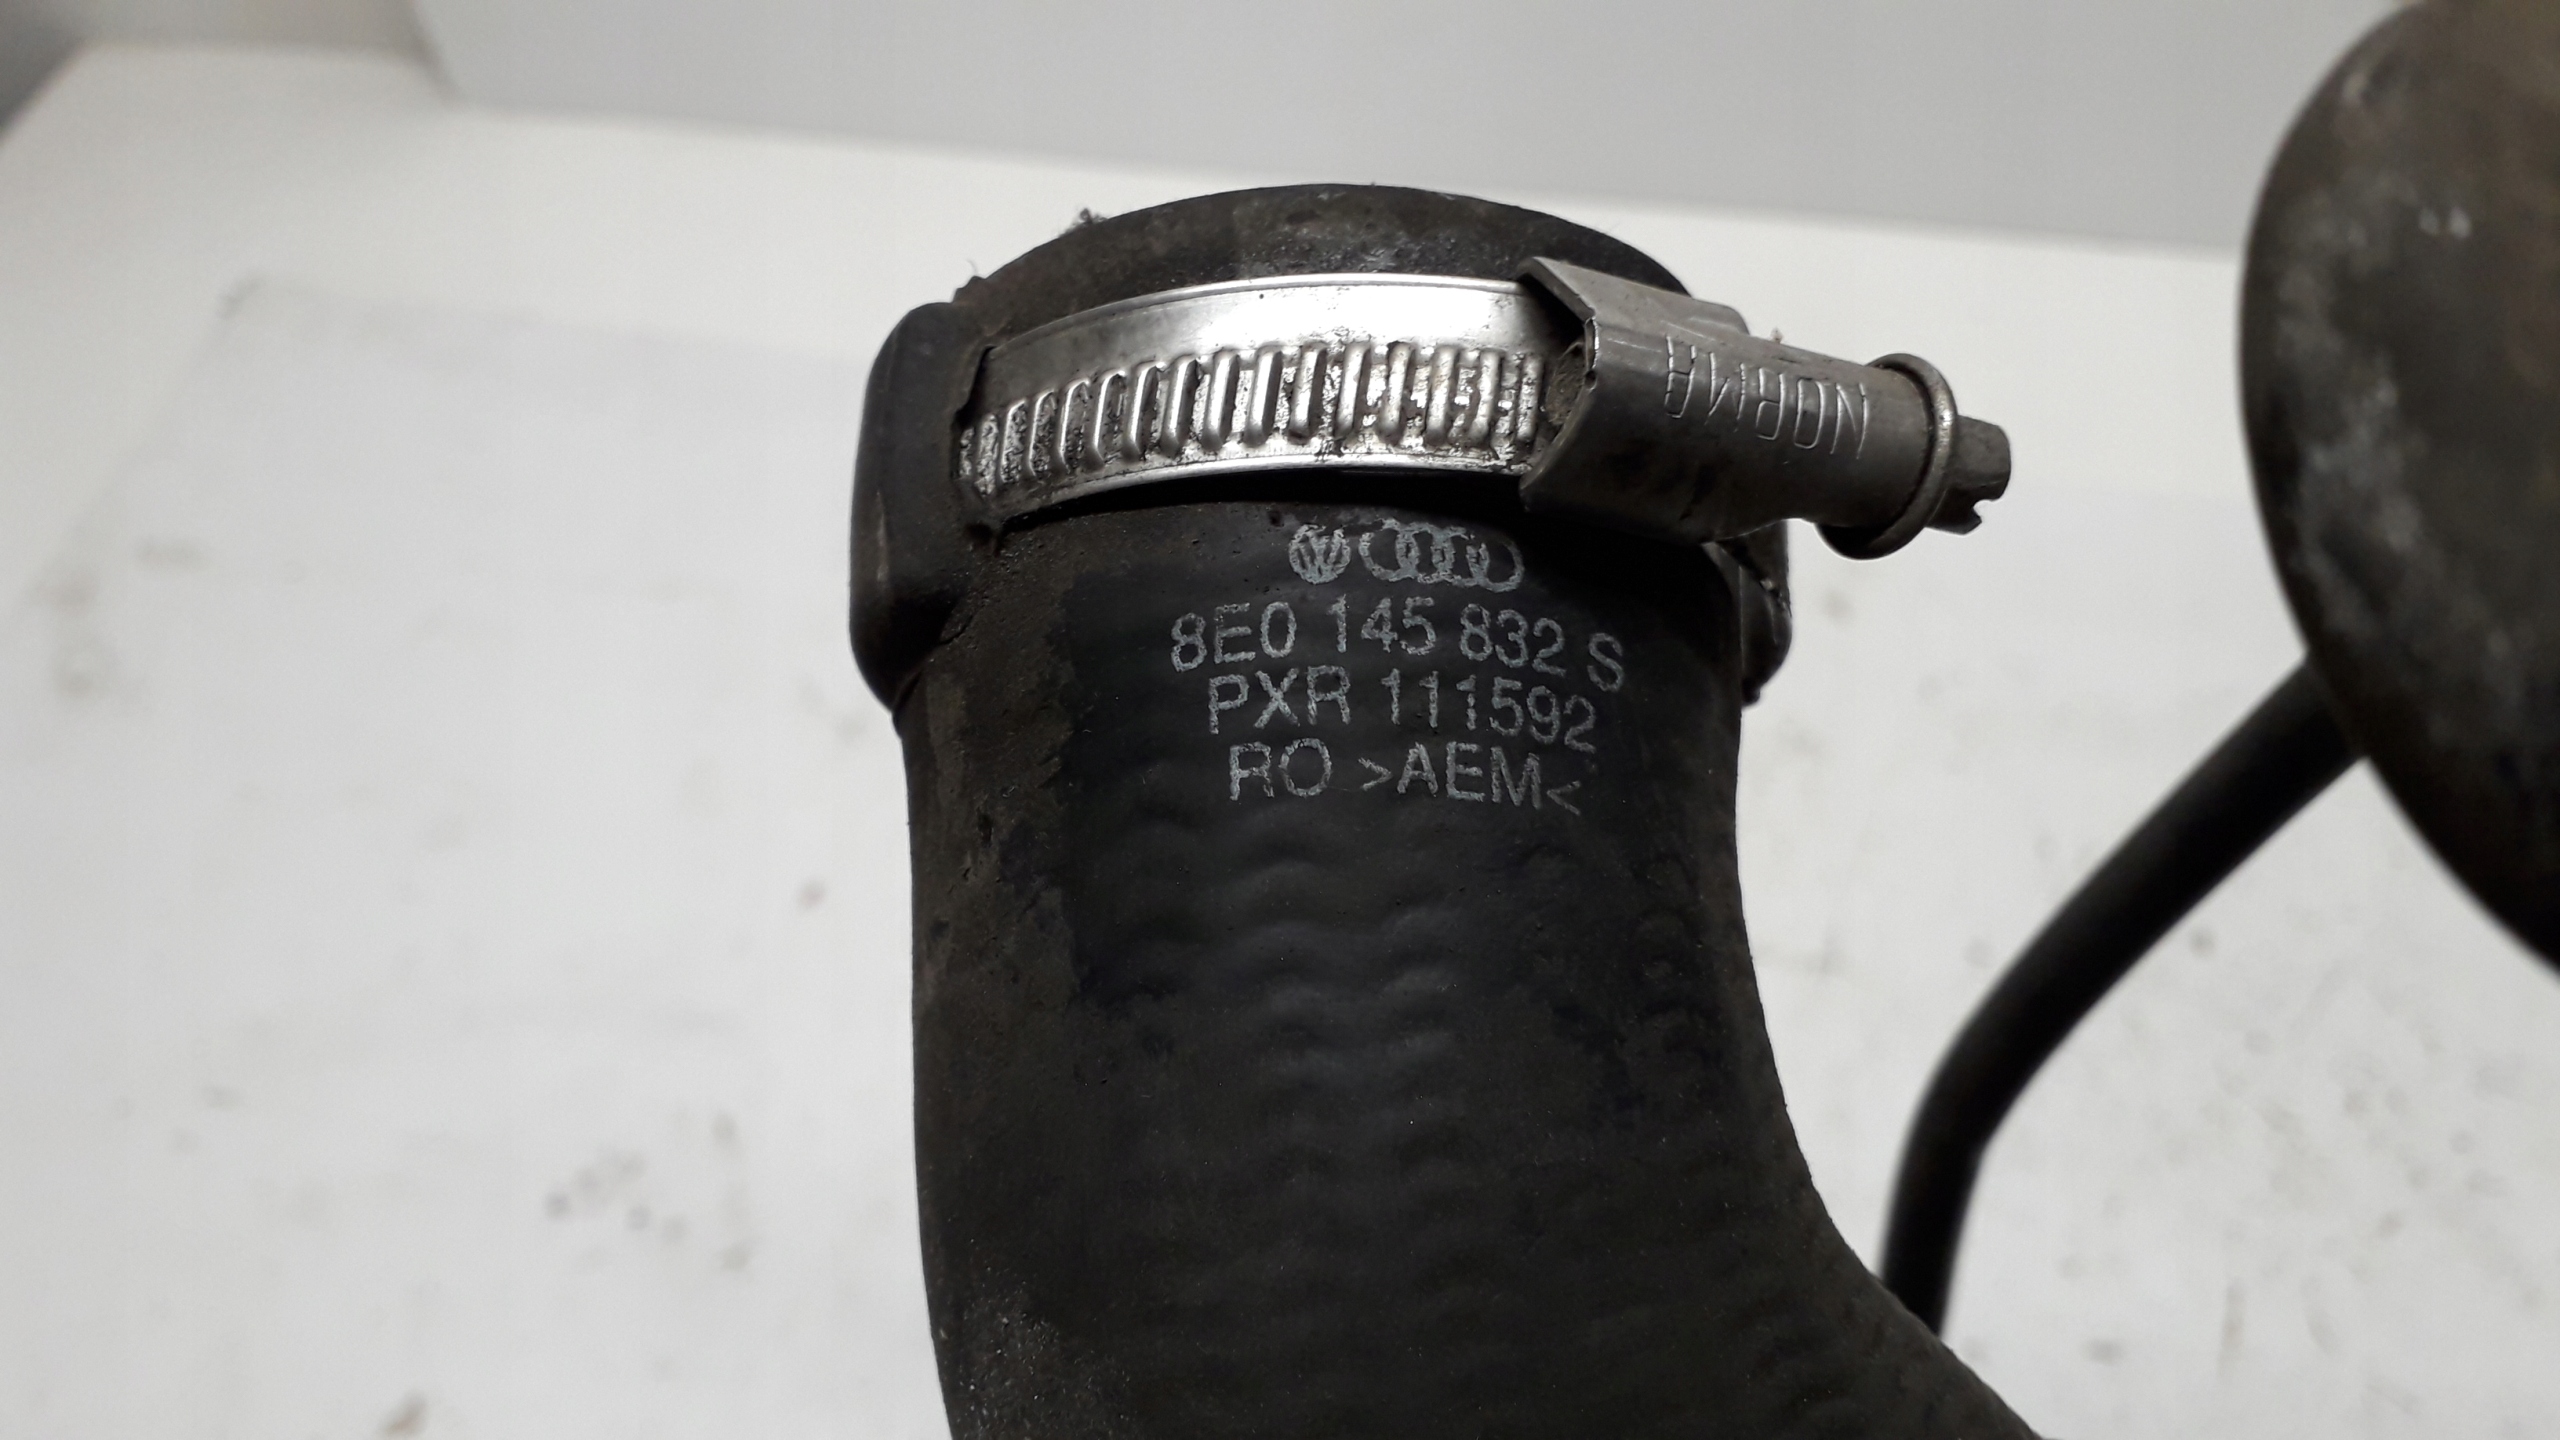 NORMA
8E0 145 832 S
PXR 111592
RO >AEM<